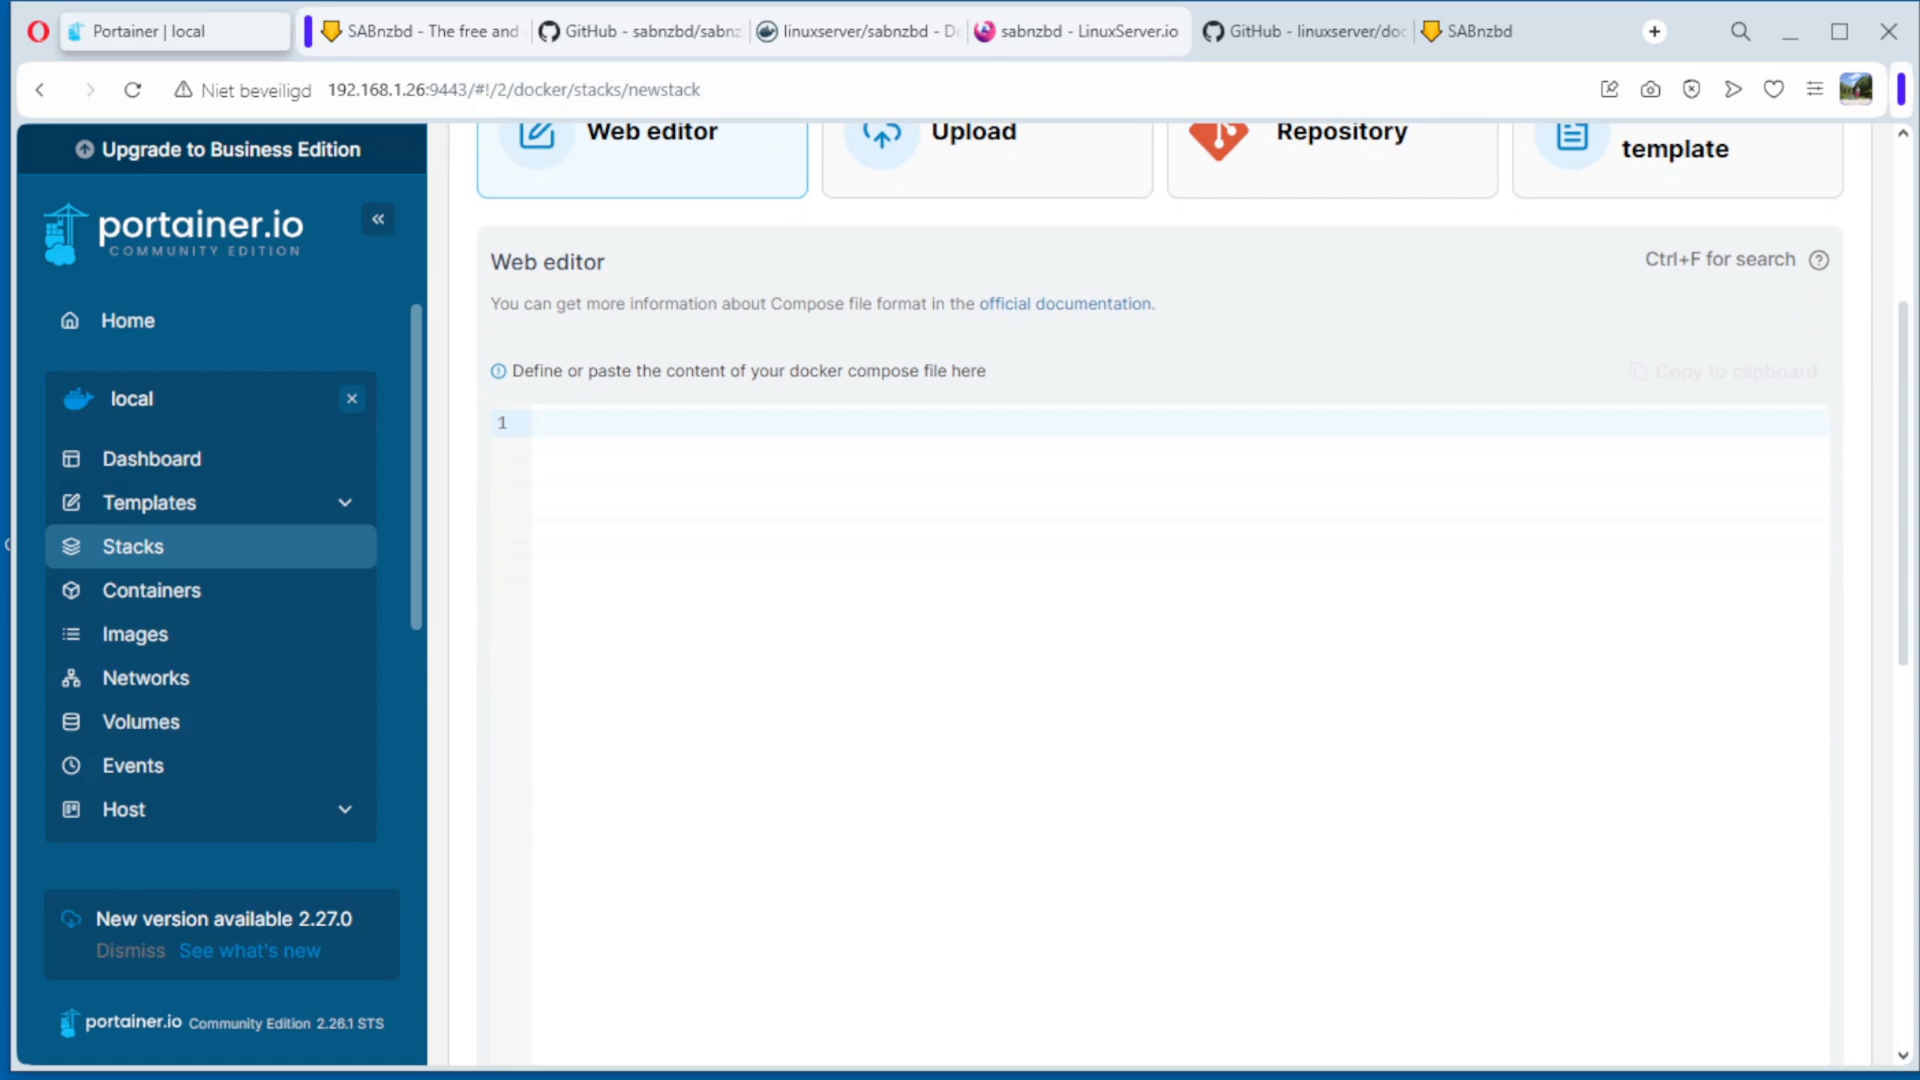 Portainer | local
SABnzbd - The free and
GitHub - sabnzbd/sabnz
linuxserver/sabnzbd - Do
sabnzbd - LinuxServer.io
GitHub - linuxserver/doc
SABnzbd
Niet beveiligd 192.168.1.26:9443/#!/2/docker/stacks/newstack
Upgrade to Business Edition
portainer.io
COMMUNITY EDITION
Home
local
Dashboard
Templates
Stacks
Containers
Images
Networks
Volumes
Events
Host
New version available 2.27.0
Dismiss See what's new
portainer.io Community Edition 2.26.1 STS
Web editor
Upload
Repository
template
Web editor
Ctrl+F for search
You can get more information about Compose file format in the official documentation.
Define or paste the content of your docker compose file here
Copy to clipboard
1